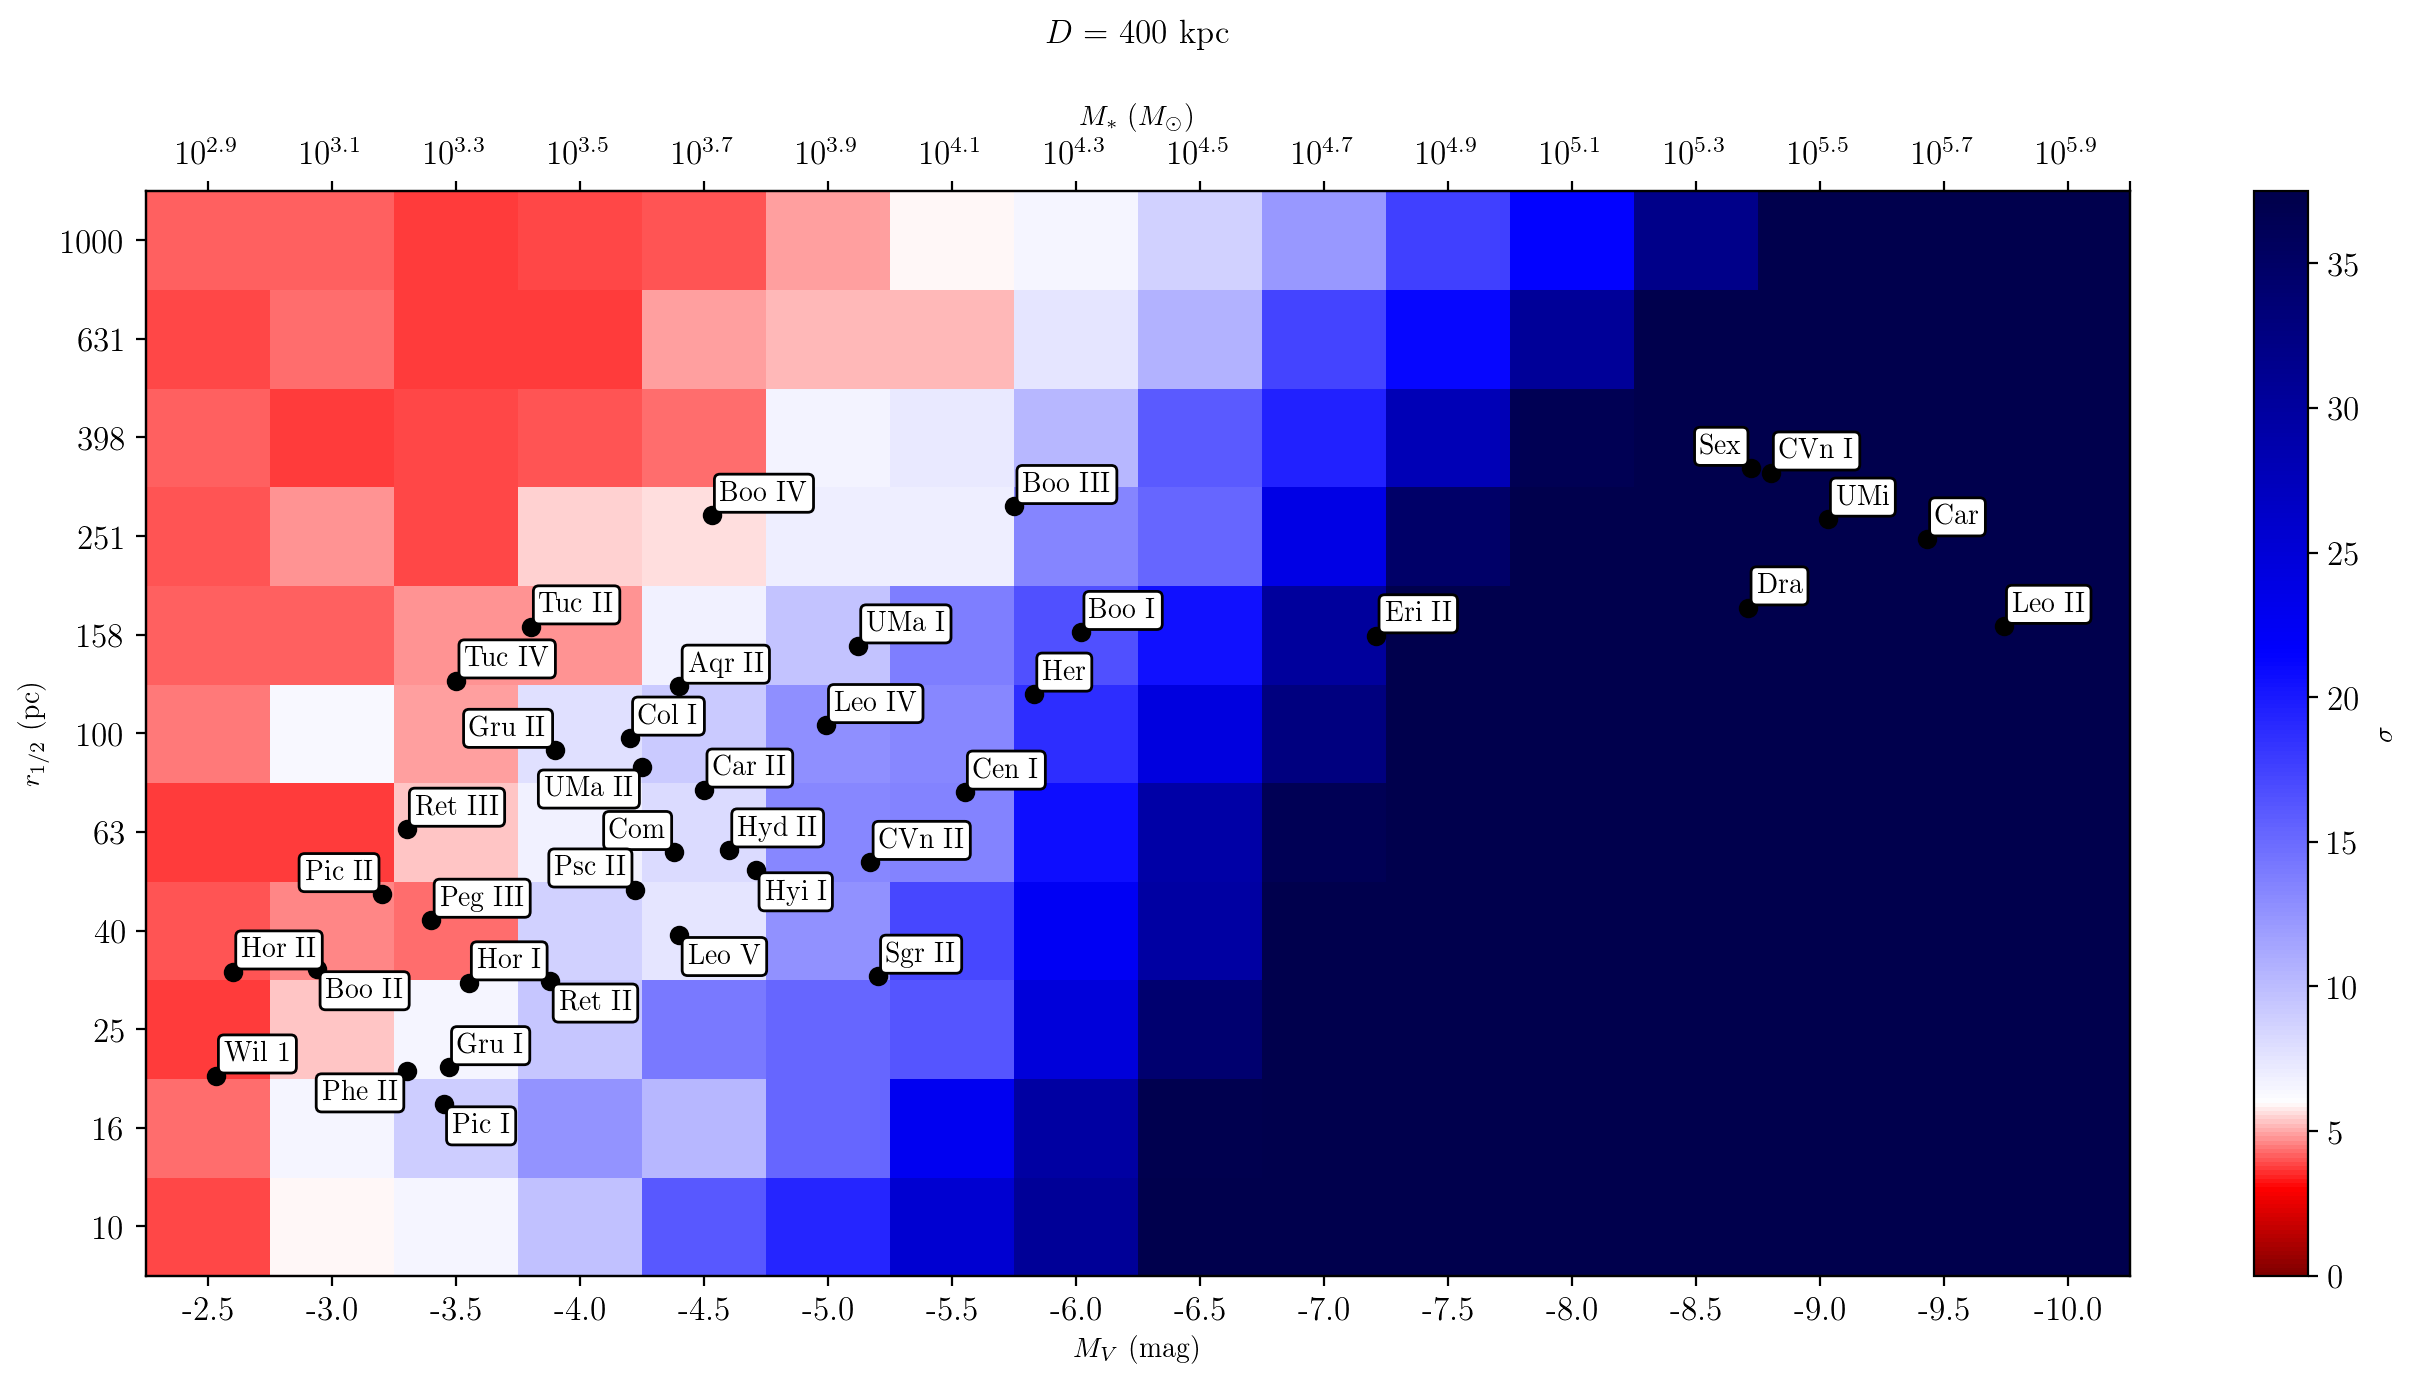 D = 400 kpc
M* (M⊙)
10^2.9 10^3.1 10^3.3 10^3.5 10^3.7 10^3.9 10^4.1 10^4.3 10^4.5 10^4.7 10^4.9 10^5.1 10^5.3 10^5.5 10^5.7 10^5.9
1000
631
398
251
158
100
63
40
25
16
10
r1/2 (pc)
Sex
CVn I
Boo IV
Boo III
UMi
Car
Dra
Tuc II
UMa I
Boo I
Eri II
Leo II
Tuc IV
Aqr II
Her
Gru II
Col I
Leo IV
UMa II
Car II
Cen I
Ret III
Com
Hyd II
CVn II
Pic II
Psc II
Peg III
Hyi I
Hor II
Hor I
Leo V
Sgr II
Boo II
Ret II
Wil 1
Gru I
Phe II
Pic I
-2.5 -3.0 -3.5 -4.0 -4.5 -5.0 -5.5 -6.0 -6.5 -7.0 -7.5 -8.0 -8.5 -9.0 -9.5 -10.0
MV (mag)
35
30
25
20
15
10
5
0
σ